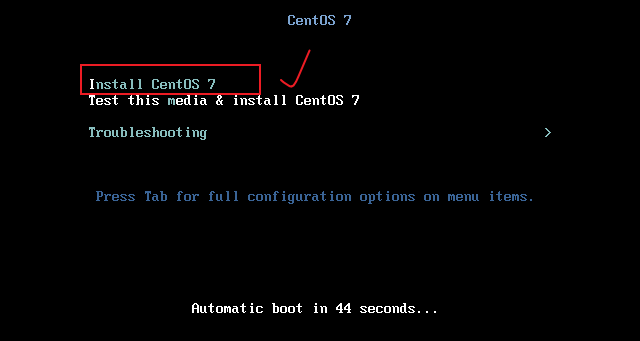 CentOS 7
Install CentOS 7
Test this media & install CentOS 7
Troubleshooting >
Press Tab for full configuration options on menu items.
Automatic boot in 44 seconds...